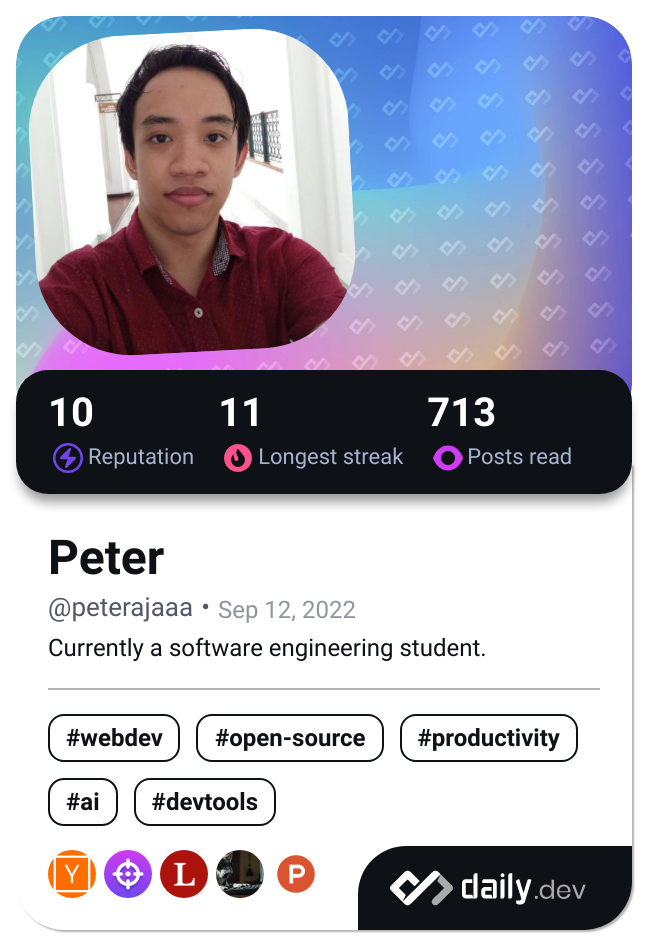 10 11 713
Reputation Longest streak Posts read
Peter
@peterajaaa • Sep 12, 2022
Currently a software engineering student.
#webdev #open-source #productivity
#ai #devtools
Y L P
daily.dev